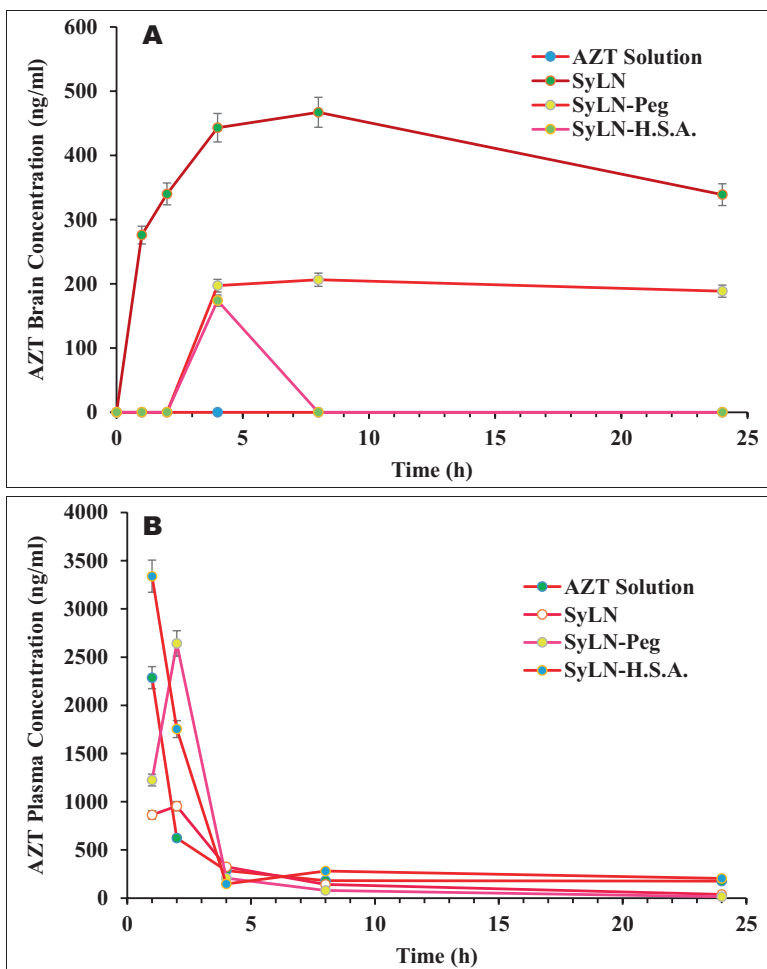 A
AZT Brain Concentration (ng/ml)
600
500
400
300
200
100
0
0 5 10 15 20 25
Time (h)
AZT Solution
SyLN
SyLN-Peg
SyLN-H.S.A.
B
AZT Plasma Concentration (ng/ml)
4000
3500
3000
2500
2000
1500
1000
500
0
0 5 10 15 20 25
Time (h)
AZT Solution
SyLN
SyLN-Peg
SyLN-H.S.A.